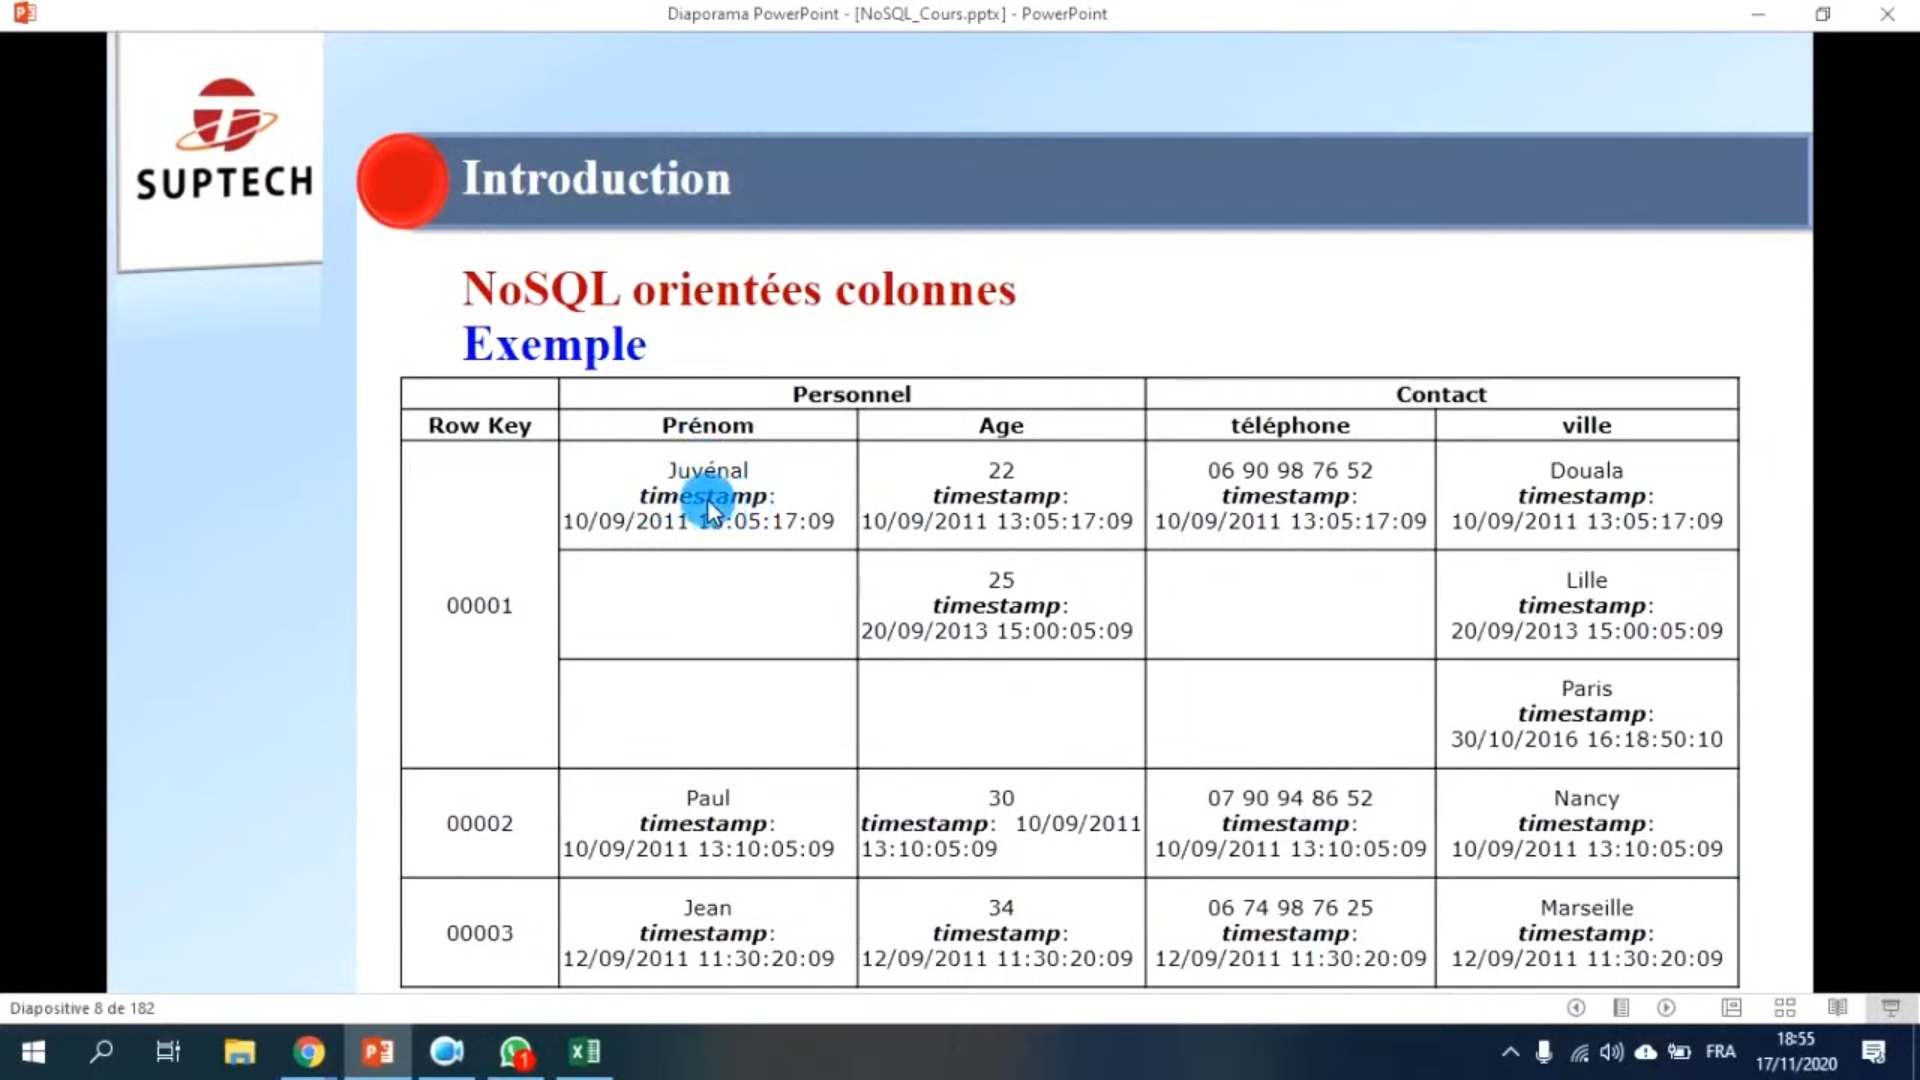 Diaporama PowerPoint - [NoSQL_Cours.pptx] - PowerPoint
SUPTECH
Introduction
NoSQL orientées colonnes
Exemple
Personnel Contact
Row Key Prénom Age téléphone ville
Juvénal 22 06 90 98 76 52 Douala
timestamp: timestamp: timestamp: timestamp:
10/09/2011 13:05:17:09 10/09/2011 13:05:17:09 10/09/2011 13:05:17:09 10/09/2011 13:05:17:09
25 Lille
00001 timestamp: timestamp:
20/09/2013 15:00:05:09 20/09/2013 15:00:05:09
Paris
timestamp:
30/10/2016 16:18:50:10
Paul 30 07 90 94 86 52 Nancy
00002 timestamp: timestamp: 10/09/2011 timestamp: timestamp:
10/09/2011 13:10:05:09 13:10:05:09 10/09/2011 13:10:05:09 10/09/2011 13:10:05:09
Jean 34 06 74 98 76 25 Marseille
00003 timestamp: timestamp: timestamp: timestamp:
12/09/2011 11:30:20:09 12/09/2011 11:30:20:09 12/09/2011 11:30:20:09 12/09/2011 11:30:20:09
Diapositive 8 de 182
1
FRA
18:55
17/11/2020